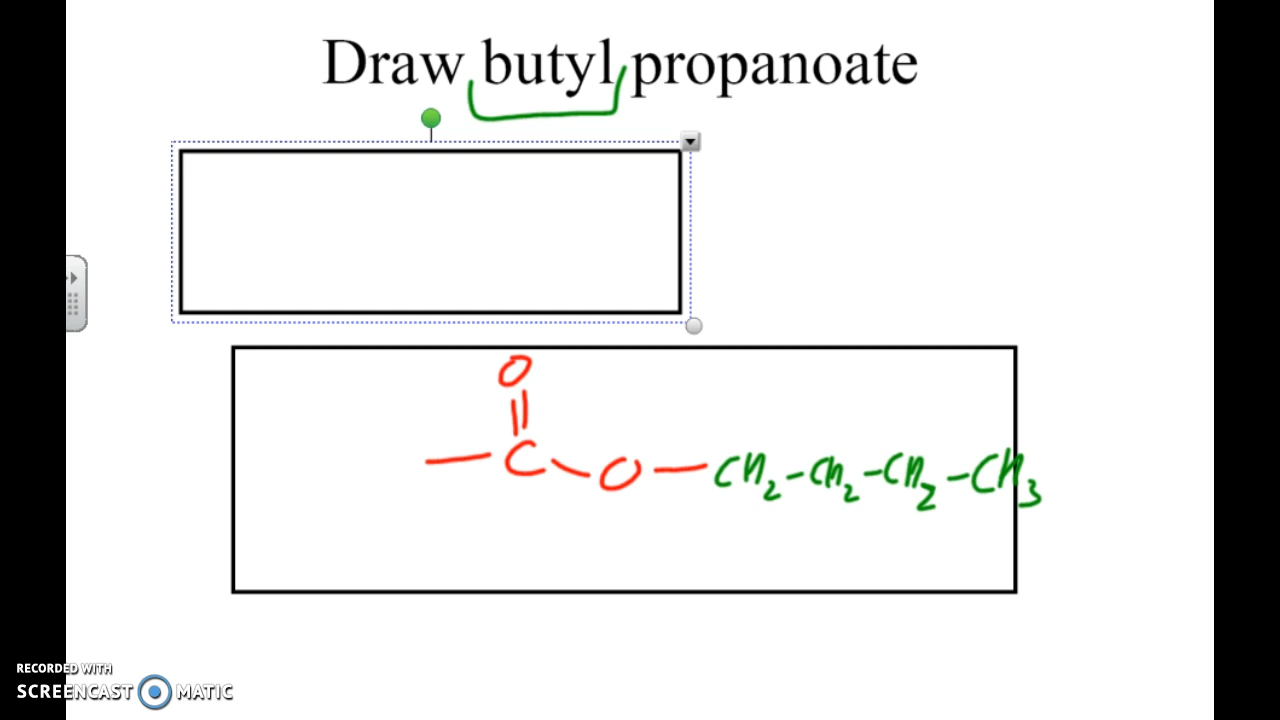 Draw butyl propanoate
O
C O CH2-CH2-CH2-CH3
RECORDED WITH
SCREENCAST MATIC